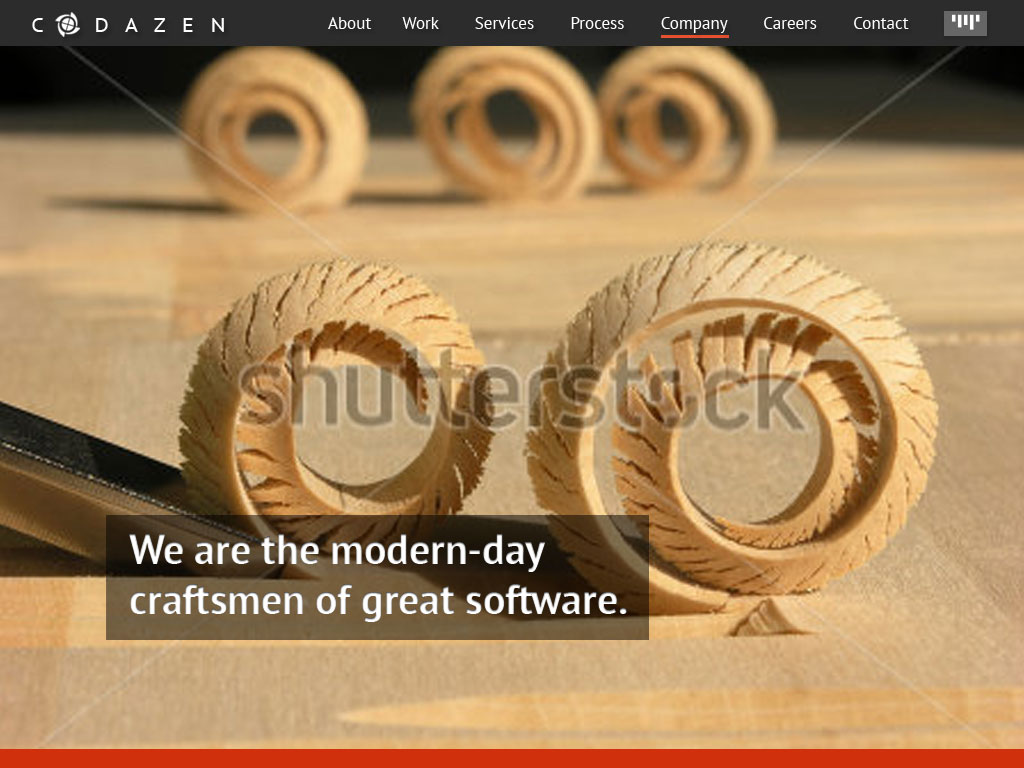 CODAZEN
About Work Services Process Company Careers Contact
shutterstock
We are the modern-day
craftsmen of great software.